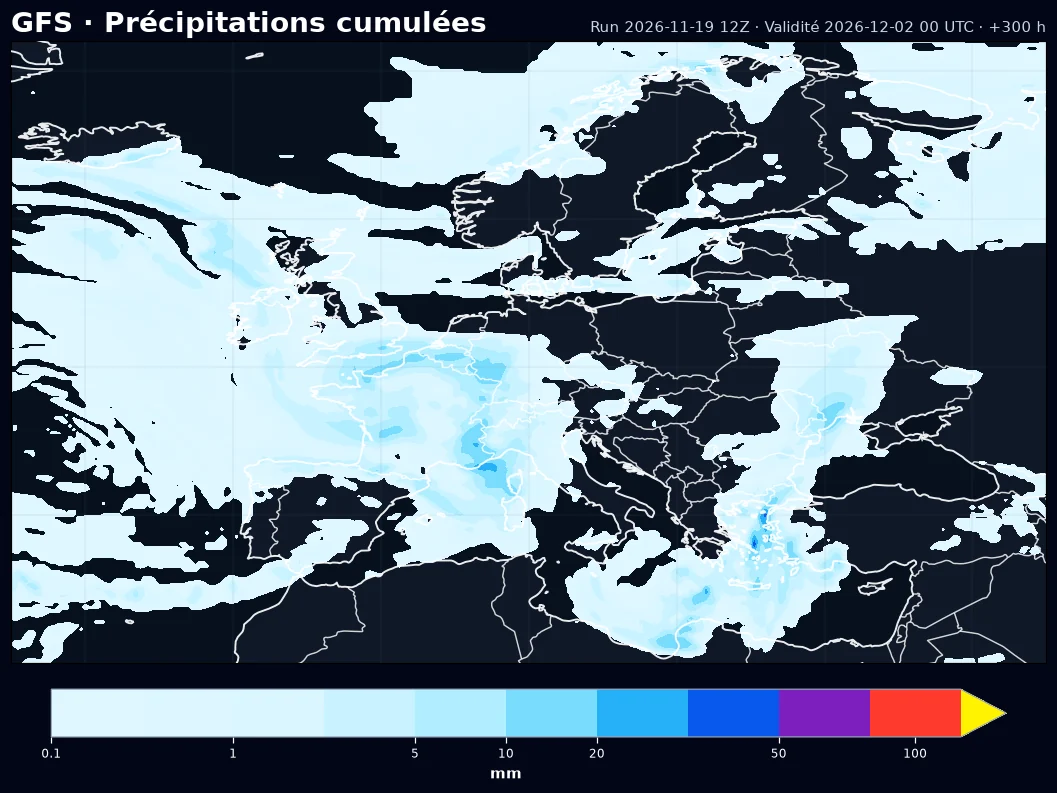 GFS · Précipitations cumulées
Run 2026-11-19 12Z · Validité 2026-12-02 00 UTC · +300 h
0.1 1 5 10 20 50 100
mm